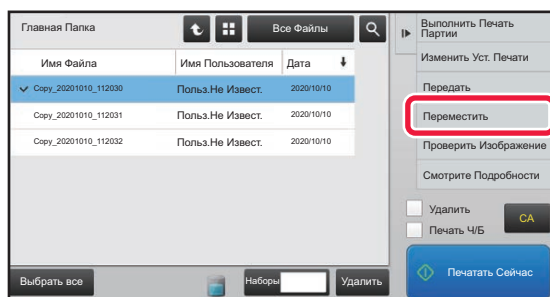 Главная Папка
Все Файлы
Имя Файла
Имя Пользователя
Дата
Copy_20201010_112030
Польз.Не Извест.
2020/10/10
Copy_20201010_112031
Польз.Не Извест.
2020/10/10
Copy_20201010_112032
Польз.Не Извест.
2020/10/10
Выбрать все
Наборы
Удалить
Выполнить Печать
Партии
Изменить Уст. Печати
Передать
Переместить
Проверить Изображение
Смотрите Подробности
Удалить
Печать Ч/Б
CA
Печатать Сейчас